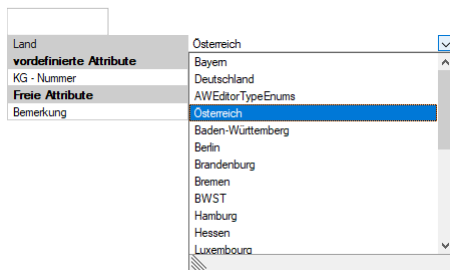 Land Österreich
vordefinierte Attribute
KG - Nummer
Freie Attribute
Bemerkung
Bayern
Deutschland
AWEditorTypeEnums
Österreich
Baden-Württemberg
Berlin
Brandenburg
Bremen
BWST
Hamburg
Hessen
Luxembourg